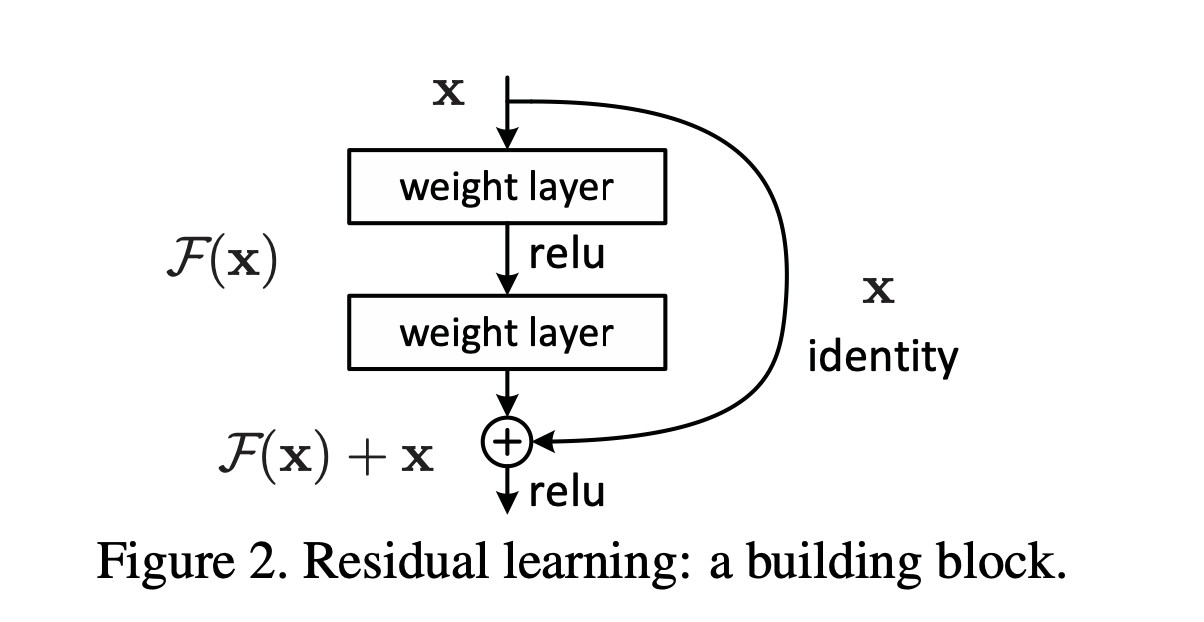 x
weight layer
relu
F(x)
weight layer
x
identity
F(x) + x
relu
Figure 2. Residual learning: a building block.